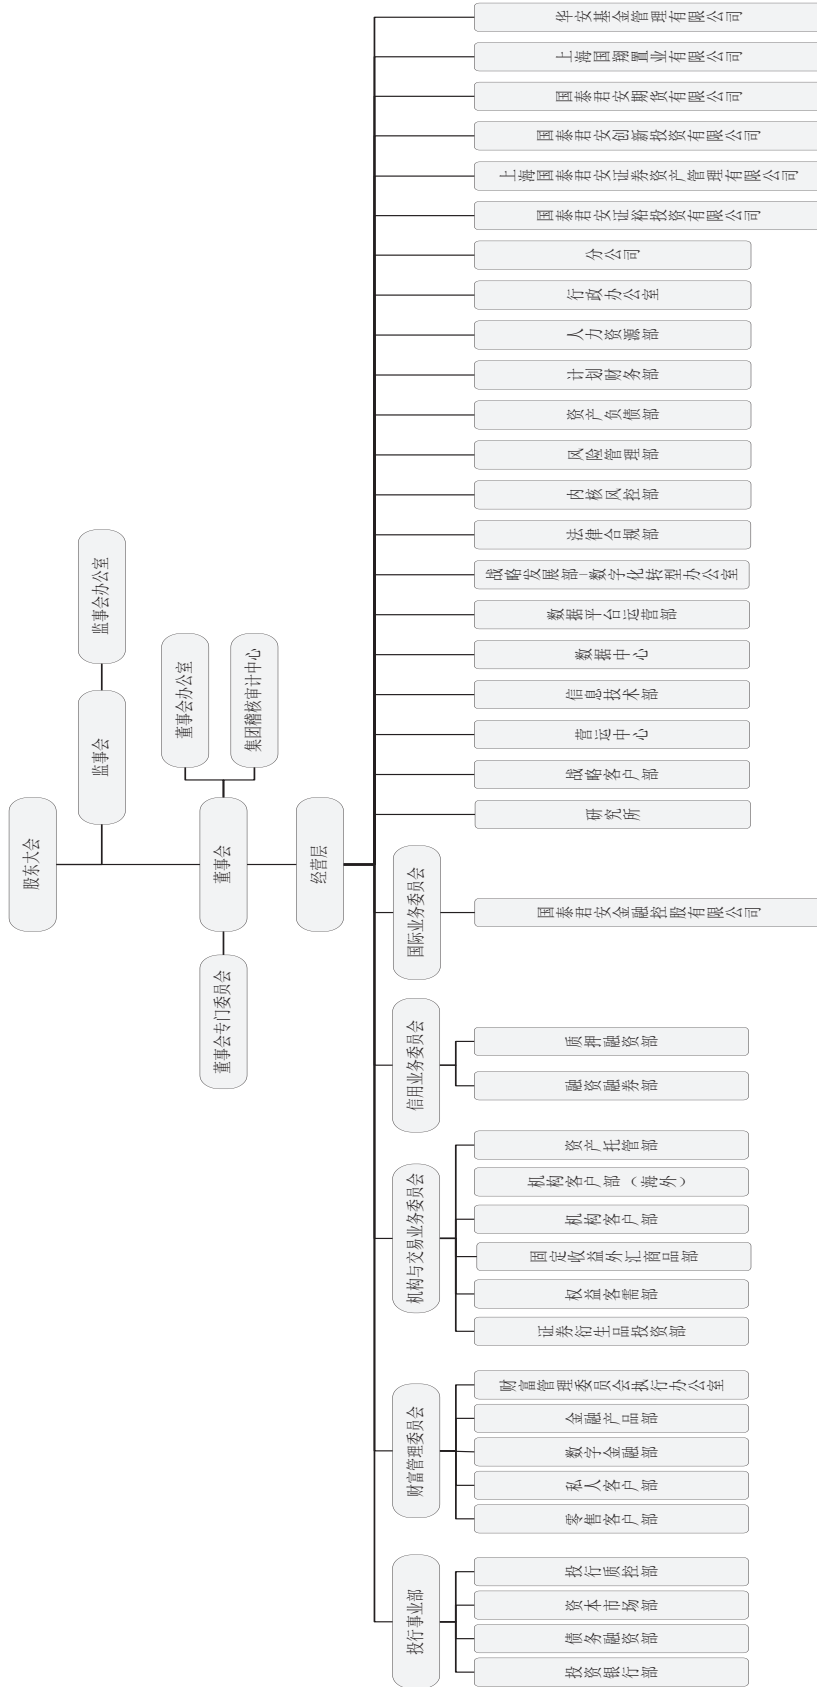 股东大会
监事会
监事会办公室
董事会专门委员会
董事会
董事会办公室
集团稽核审计中心
经营层
投行事业部
财富管理委员会
机构与交易业务委员会
信用业务委员会
国际业务委员会
投资银行部
债务融资部
资本市场部
投行质控部
零售客户部
私人客户部
数字金融部
金融产品部
财富管理委员会执行办公室
证券衍生品投资部
权益客需部
固定收益外汇商品部
机构客户部
机构客户部（海外）
资产托管部
融资融券部
质押融资部
国泰君安金融控股有限公司
研究所
战略客户部
营运中心
信息技术部
数据中心
数据平台运营部
战略发展部-数字化转型办公室
法律合规部
内核风控部
风险管理部
资产负债部
计划财务部
人力资源部
行政办公室
分公司
国泰君安证裕投资有限公司
上海国泰君安证券资产管理有限公司
国泰君安创新投资有限公司
国泰君安期货有限公司
上海国翔置业有限公司
华安基金管理有限公司